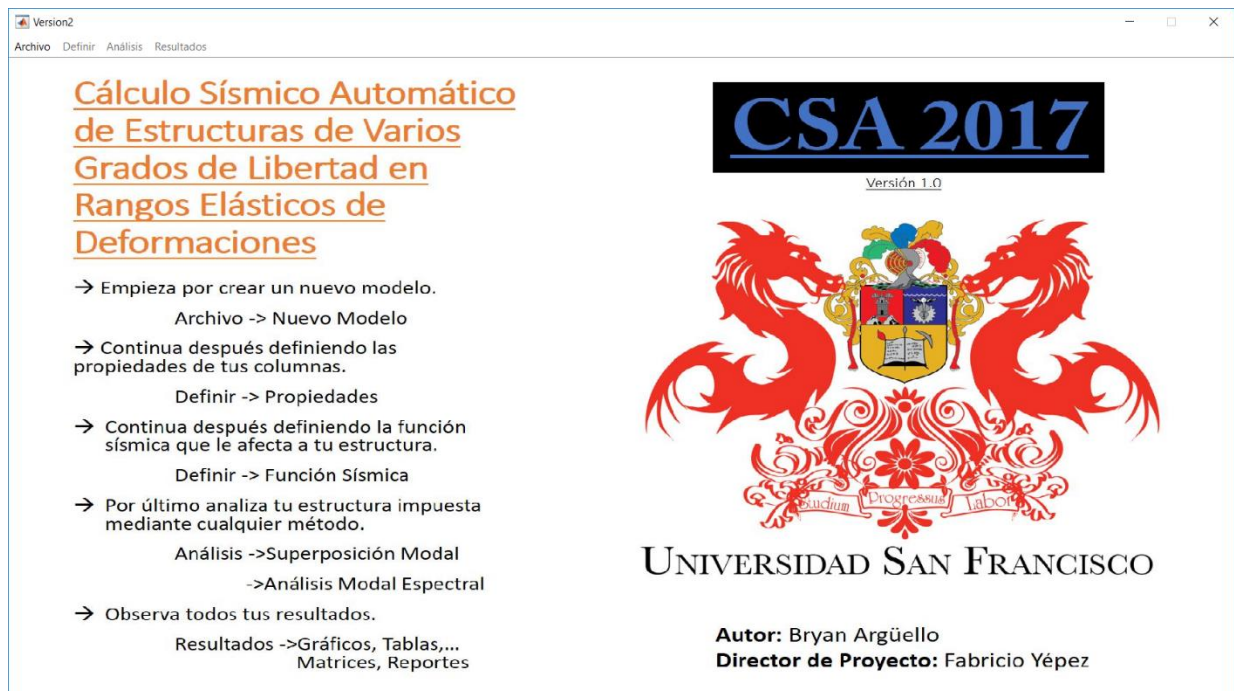 Version2
Archivo Definir Análisis Resultados
Cálculo Sísmico Automático
de Estructuras de Varios
Grados de Libertad en
Rangos Elásticos de
Deformaciones
→ Empieza por crear un nuevo modelo.
Archivo -> Nuevo Modelo
→ Continua después definiendo las
propiedades de tus columnas.
Definir -> Propiedades
→ Continua después definiendo la función
sísmica que le afecta a tu estructura.
Definir -> Función Sísmica
→ Por último analiza tu estructura impuesta
mediante cualquier método.
Análisis ->Superposición Modal
->Análisis Modal Espectral
→ Observa todos tus resultados.
Resultados ->Gráficos, Tablas,...
Matrices, Reportes
CSA 2017
Versión 1.0
Studium Progressus Labor
UNIVERSIDAD SAN FRANCISCO
Autor: Bryan Argüello
Director de Proyecto: Fabricio Yépez